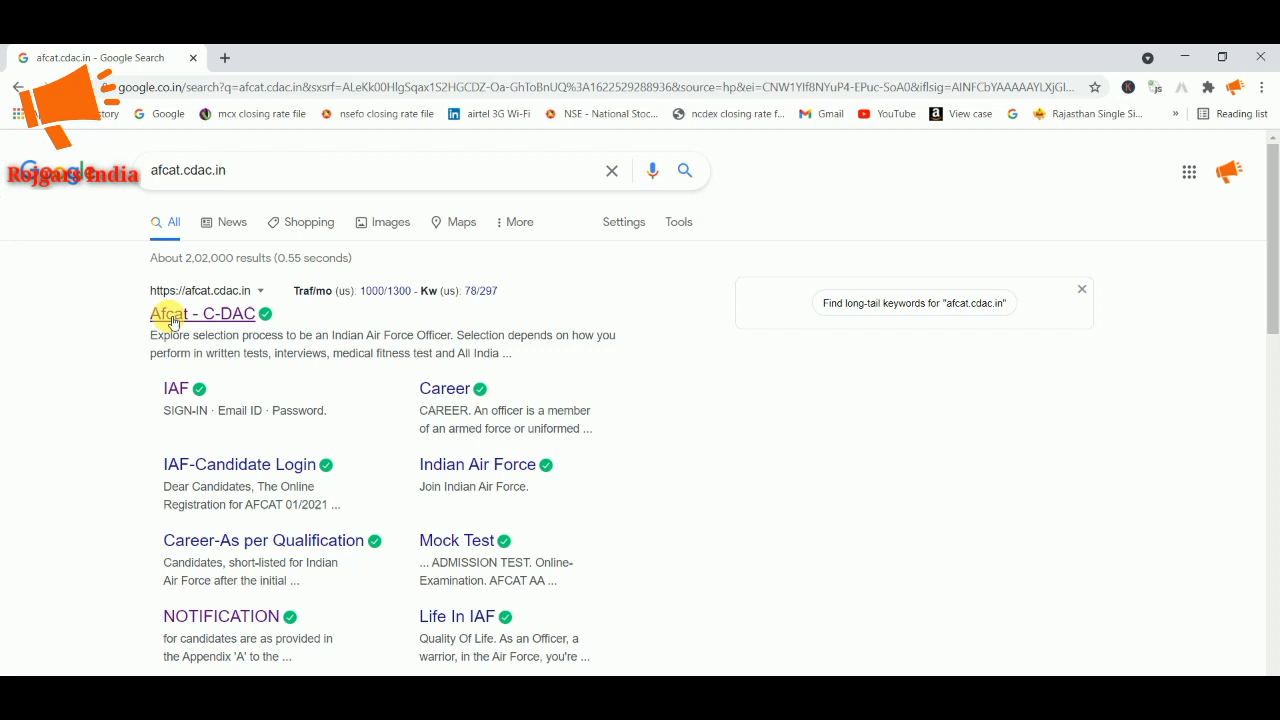 afcat.cdac.in - Google Search
google.co.in/search?q=afcat.cdac.in&sxsrf=ALeKk00HlgSqaq1S2HGCDZ-Oa-GhToBnUQ%3A1622529288936&source=hp&ei=CNW1YIf8NYuP4-EPuc-SoA0&iflsig=AINFCbYAAAAAYLXjGI...
story Google mcx closing rate file nsefo closing rate file airtel 3G Wi-Fi NSE - National Stoc... ncdex closing rate f... Gmail YouTube View case Rajasthan Single Si... » Reading list
Rojgars India
afcat.cdac.in
All News Shopping Images Maps More Settings Tools
About 2,02,000 results (0.55 seconds)
https://afcat.cdac.in Traf/mo (us): 1000/1300 - Kw (us): 78/297
Find long-tail keywords for "afcat.cdac.in"
Afcat - C-DAC
Explore selection process to be an Indian Air Force Officer. Selection depends on how you
perform in written tests, interviews, medical fitness test and All India ...
IAF
SIGN-IN · Email ID · Password.
Career
CAREER. An officer is a member
of an armed force or uniformed ...
IAF-Candidate Login
Dear Candidates, The Online
Registration for AFCAT 01/2021 ...
Indian Air Force
Join Indian Air Force.
Career-As per Qualification
Candidates, short-listed for Indian
Air Force after the initial ...
Mock Test
... ADMISSION TEST. Online-
Examination. AFCAT AA ...
NOTIFICATION
for candidates are as provided in
the Appendix 'A' to the ...
Life In IAF
Quality Of Life. As an Officer, a
warrior, in the Air Force, you're ...